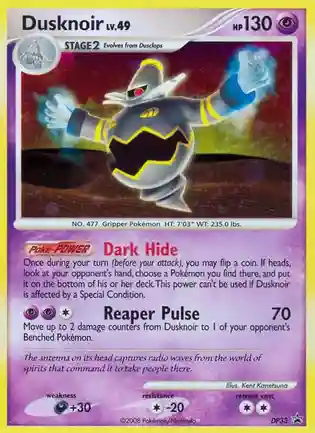 Dusknoir LV.49
HP 130
STAGE 2 Evolves from Dusclops
NO. 477 Gripper Pokémon HT: 7'03" WT: 235.0 lbs.
Poké-POWER Dark Hide
Once during your turn (before your attack), you may flip a coin. If heads,
look at your opponent's hand, choose a Pokémon you find there, and put
it on the bottom of his or her deck. This power can't be used if Dusknoir
is affected by a Special Condition.
Reaper Pulse 70
Move up to 2 damage counters from Dusknoir to 1 of your opponent's
Benched Pokémon.
The antenna on its head captures radio waves from the world of
spirits that command it to take people there.
Illus. Kent Kanetsuna
weakness resistance retreat cost
+30 -20
©2008 Pokémon/Nintendo
DP33
PROMO